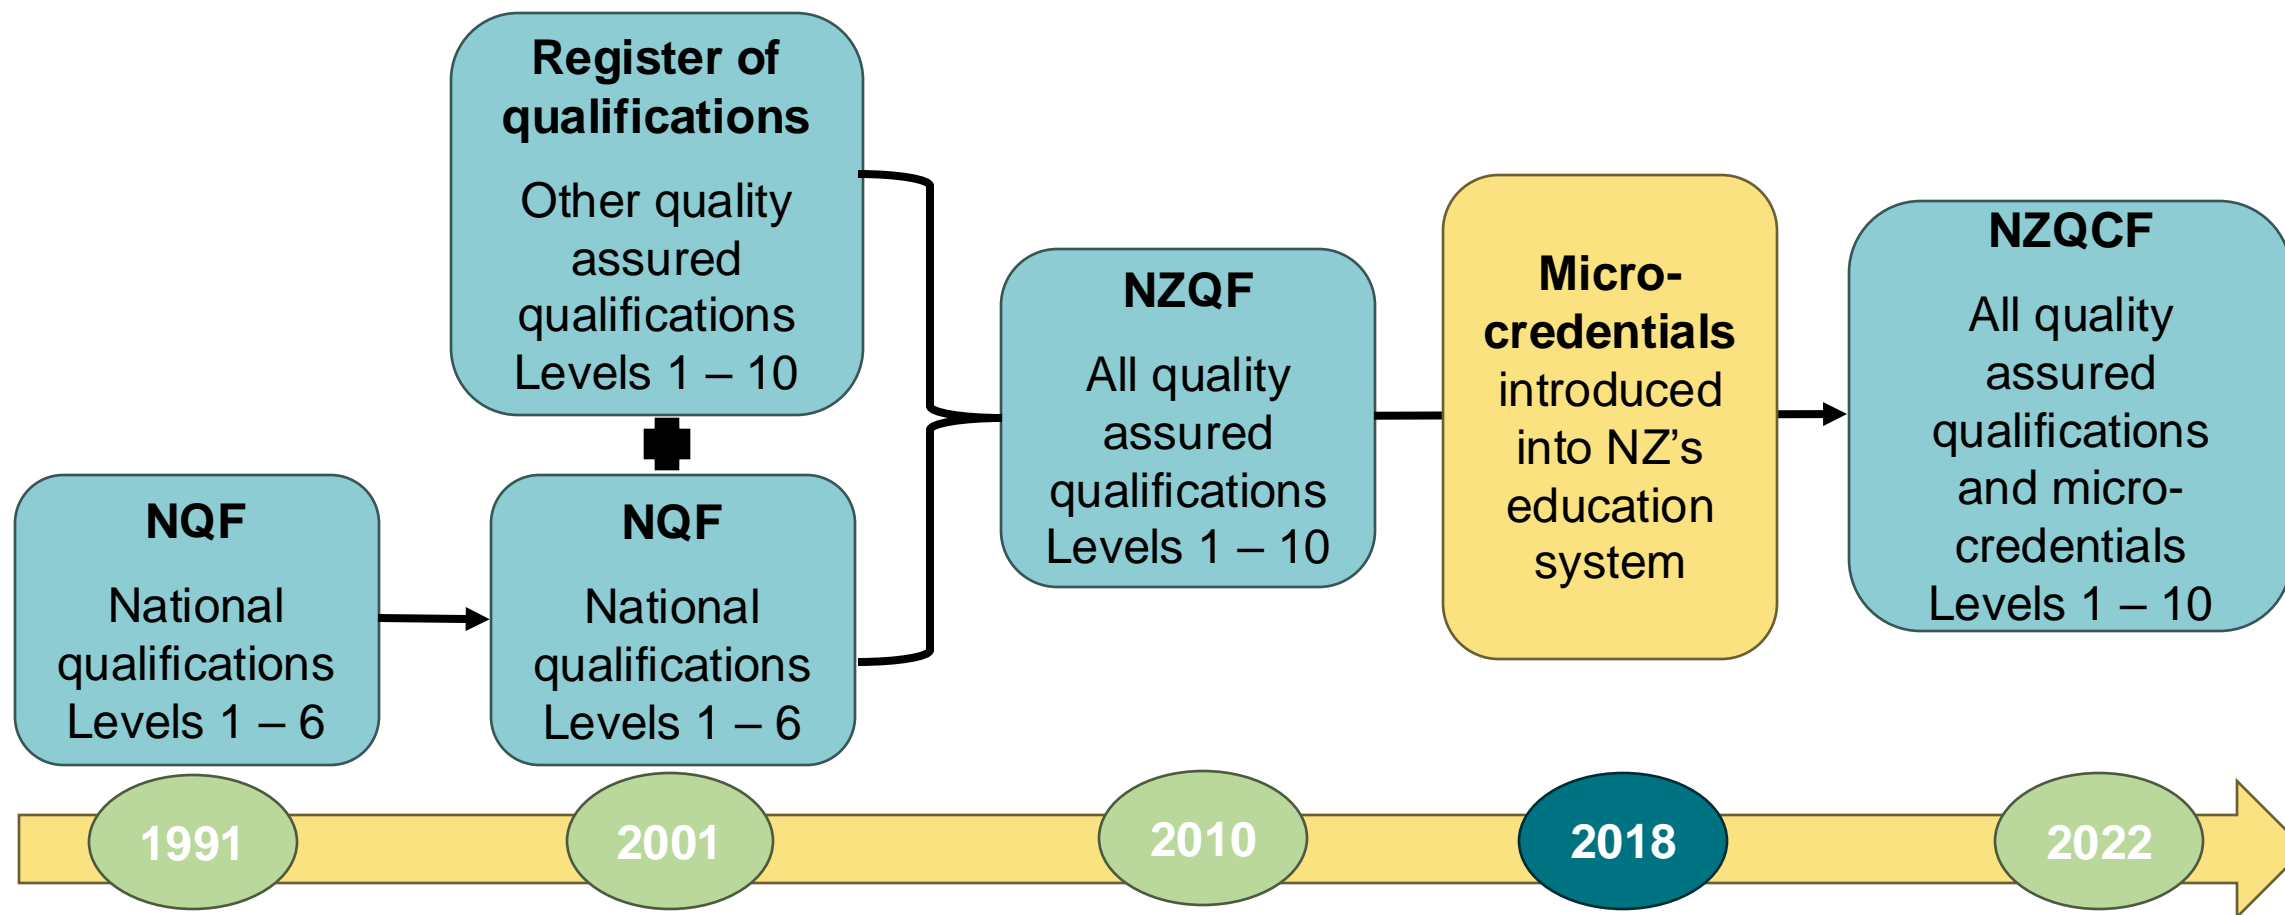 Register of
qualifications
Other quality
assured
qualifications
Levels 1 – 10
NQF
National
qualifications
Levels 1 – 6
NQF
National
qualifications
Levels 1 – 6
NZQF
All quality
assured
qualifications
Levels 1 – 10
Micro-
credentials
introduced
into NZ’s
education
system
NZQCF
All quality
assured
qualifications
and micro-
credentials
Levels 1 – 10
1991
2001
2010
2018
2022